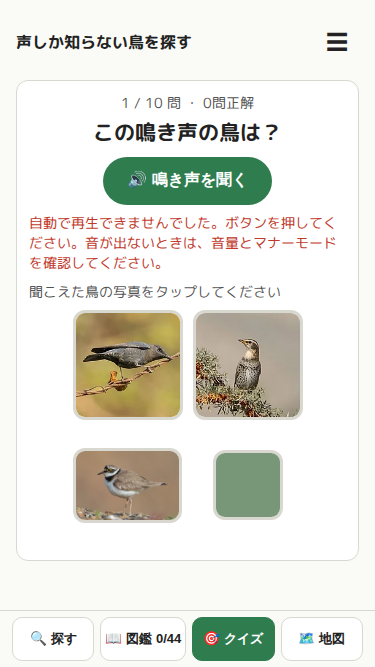 声しか知らない鳥を探す
1 / 10 問 · 0問正解
この鳴き声の鳥は？
🔊 鳴き声を聞く
自動で再生できませんでした。ボタンを押してく
ださい。音が出ないときは、音量とマナーモード
を確認してください。
聞こえた鳥の写真をタップしてください
🔍 探す
📖 図鑑 0/44
🎯 クイズ
🗺️ 地図